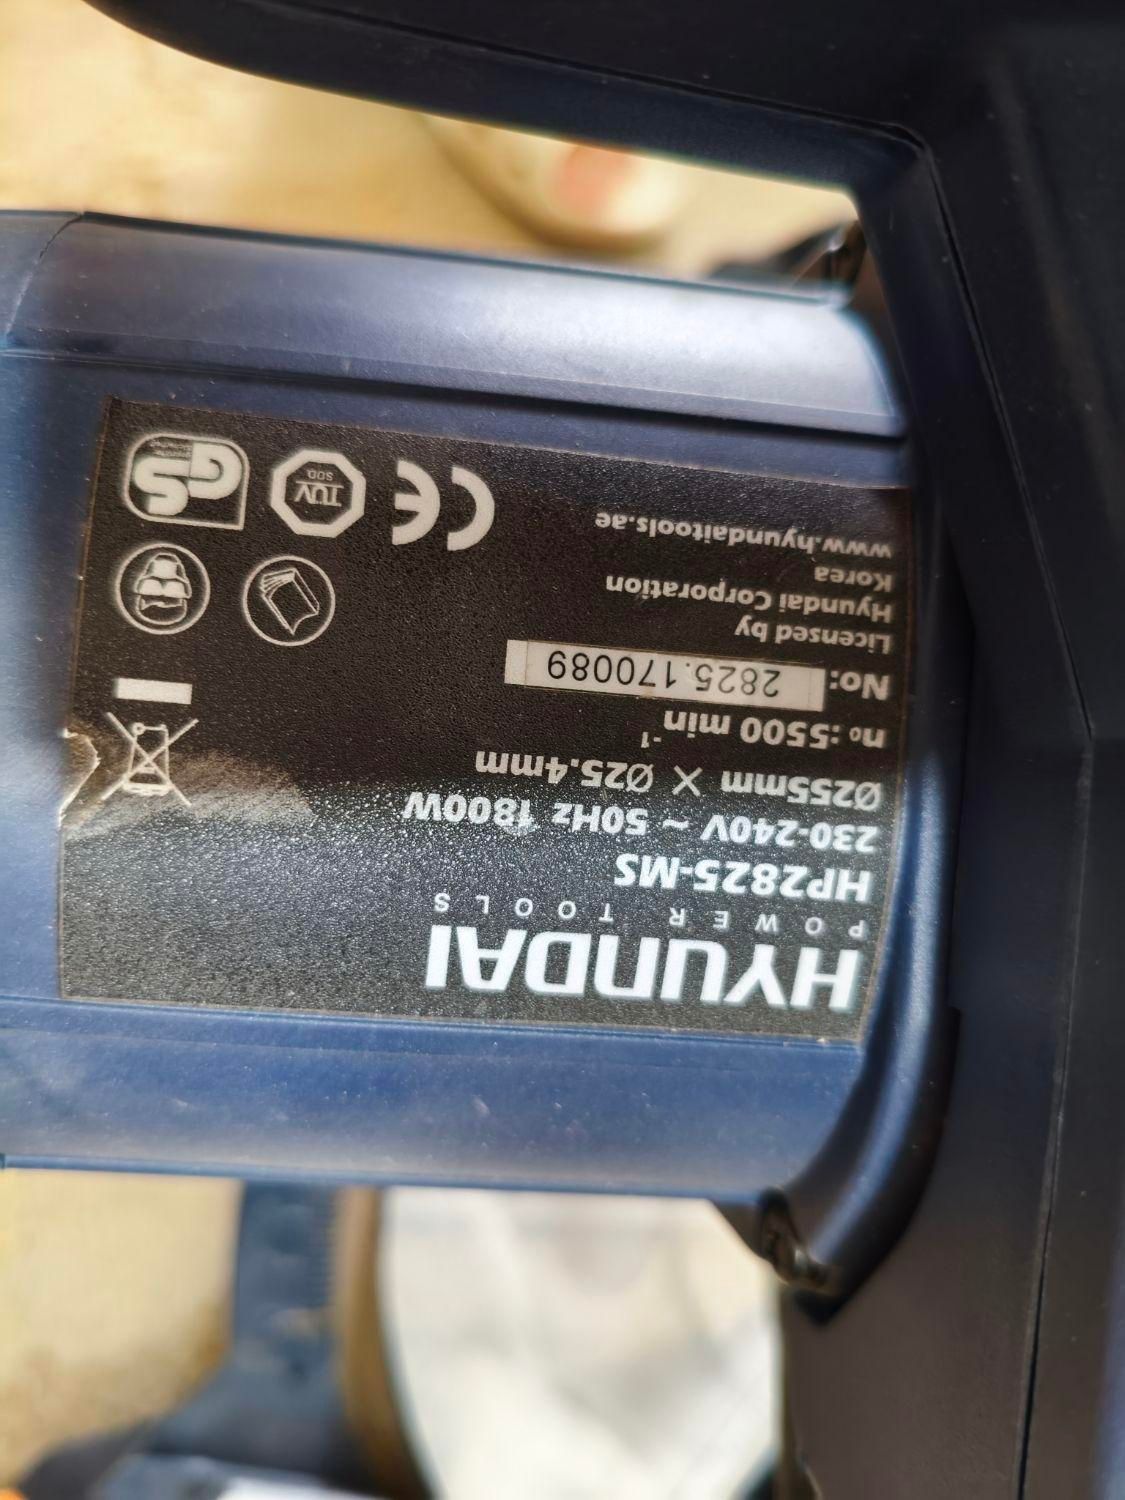 HYUNDAI
POWER TOOLS
HP2825-MS
230-240V ~ 50Hz 1800W
Ø255mm X Ø25.4mm
n₀:5500 min⁻¹
No: 2825.170089
Licensed by
Hyundai Corporation
Korea
www.hyundaitools.ae
CE
TÜV
GS